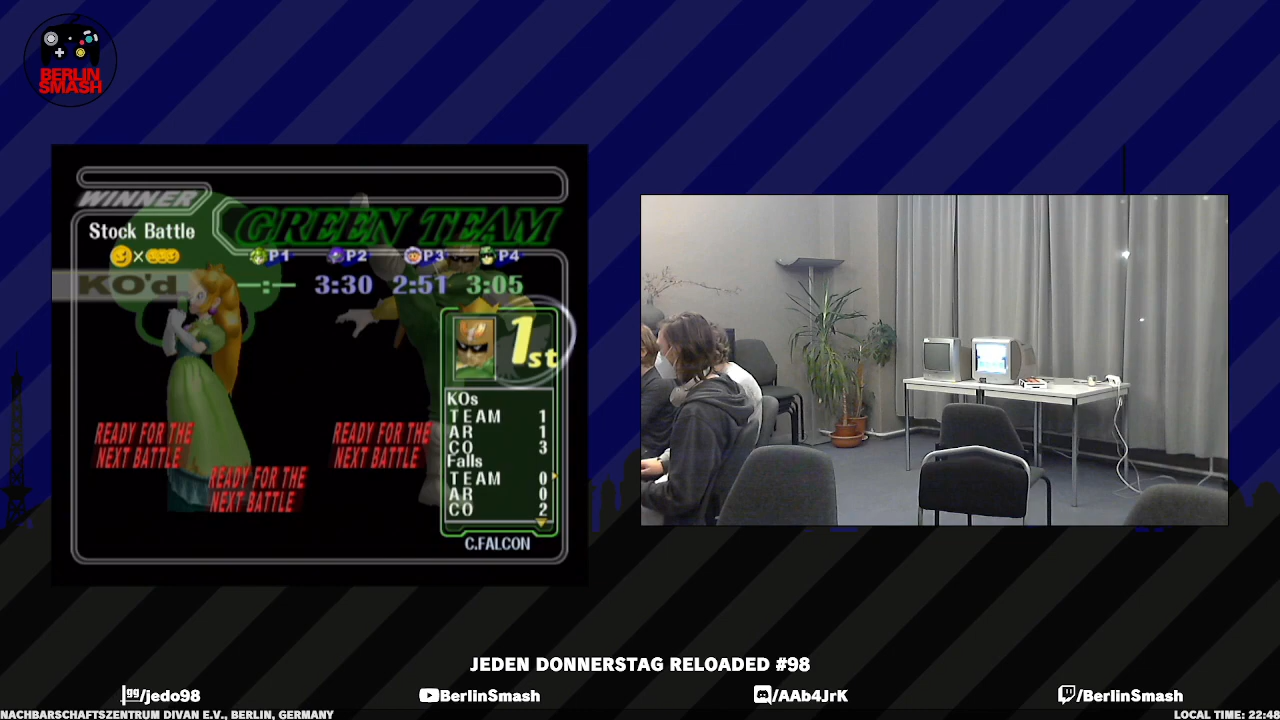 BERLIN
SMASH
WINNER
GREEN TEAM
Stock Battle
×
P1 P2 P3 P4
KO'd
—:— 3:30 2:51 3:05
1st
KOs
TEAM 1
AR 1
CO 3
Falls
TEAM 0
AR 0
CO 2
C.FALCON
READY FOR THE
NEXT BATTLE
READY FOR THE
NEXT BATTLE
READY FOR THE
NEXT BATTLE
JEDEN DONNERSTAG RELOADED #98
gg/jedo98
BerlinSmash
/AAb4JrK
/BerlinSmash
NACHBARSCHAFTSZENTRUM DIVAN E.V., BERLIN, GERMANY
LOCAL TIME: 22:48